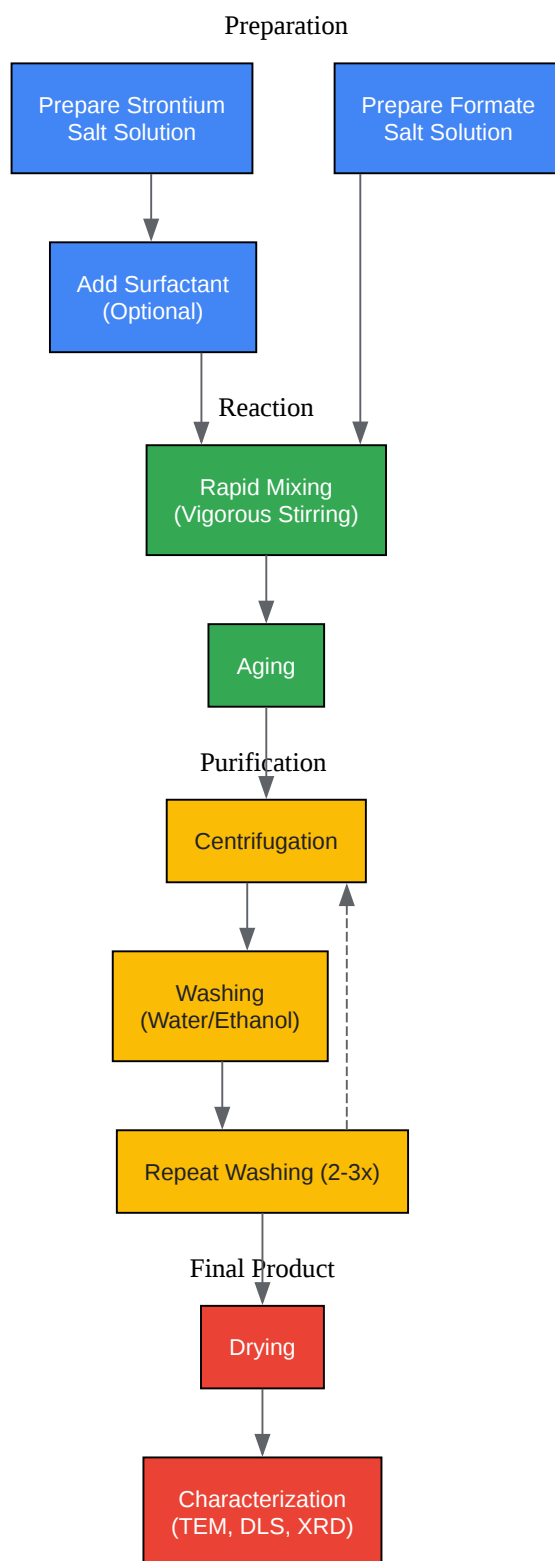 Preparation
Prepare Strontium
Salt Solution
Prepare Formate
Salt Solution
Add Surfactant
(Optional)
Reaction
Rapid Mixing
(Vigorous Stirring)
Aging
Purification
Centrifugation
Washing
(Water/Ethanol)
Repeat Washing (2-3x)
Final Product
Drying
Characterization
(TEM, DLS, XRD)